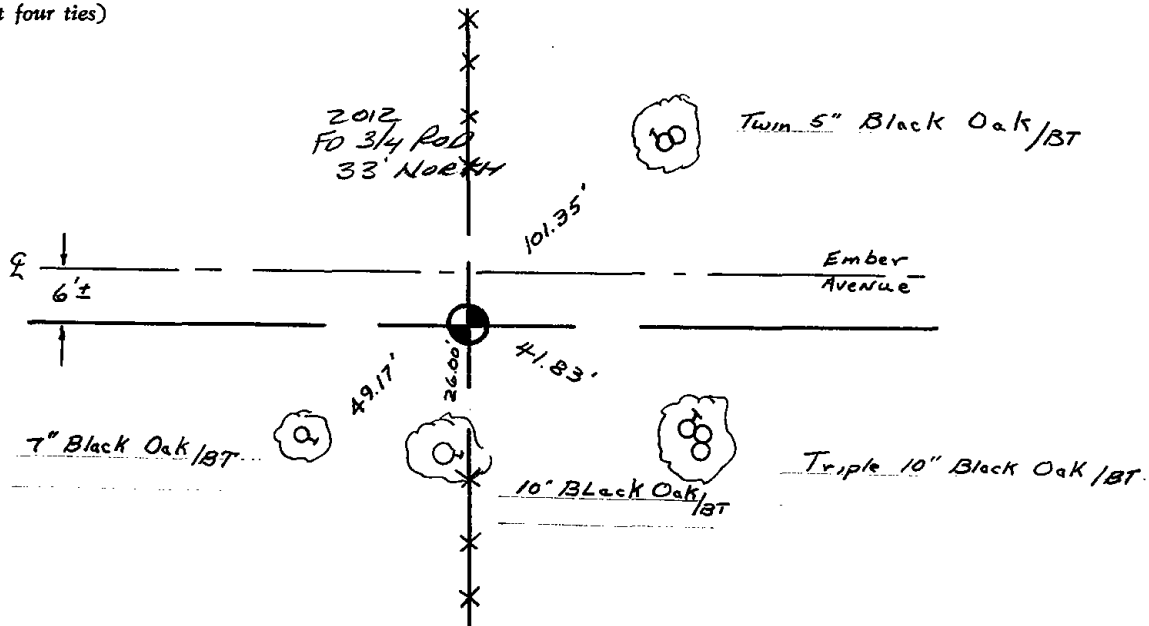 t four ties)
2012
FD 3/4 ROD
33' NORTH
Twin 5" Black Oak/BT
101.35'
℄
6'±
Ember
Avenue
49.17'
26.00'
41.83'
7" Black Oak/BT
10" BLack Oak/BT
Triple 10" Black Oak/BT